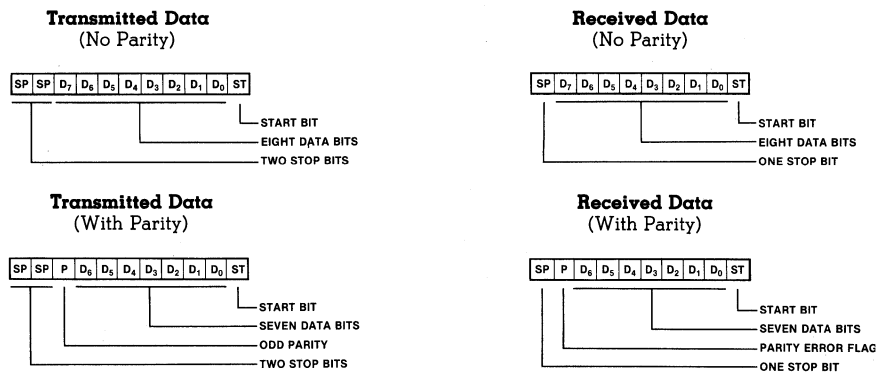 Transmitted Data
(No Parity)
SP SP D₇ D₆ D₅ D₄ D₃ D₂ D₁ D₀ ST
START BIT
EIGHT DATA BITS
TWO STOP BITS
Received Data
(No Parity)
SP D₇ D₆ D₅ D₄ D₃ D₂ D₁ D₀ ST
START BIT
EIGHT DATA BITS
ONE STOP BIT
Transmitted Data
(With Parity)
SP SP P D₆ D₅ D₄ D₃ D₂ D₁ D₀ ST
START BIT
SEVEN DATA BITS
ODD PARITY
TWO STOP BITS
Received Data
(With Parity)
SP P D₆ D₅ D₄ D₃ D₂ D₁ D₀ ST
START BIT
SEVEN DATA BITS
PARITY ERROR FLAG
ONE STOP BIT